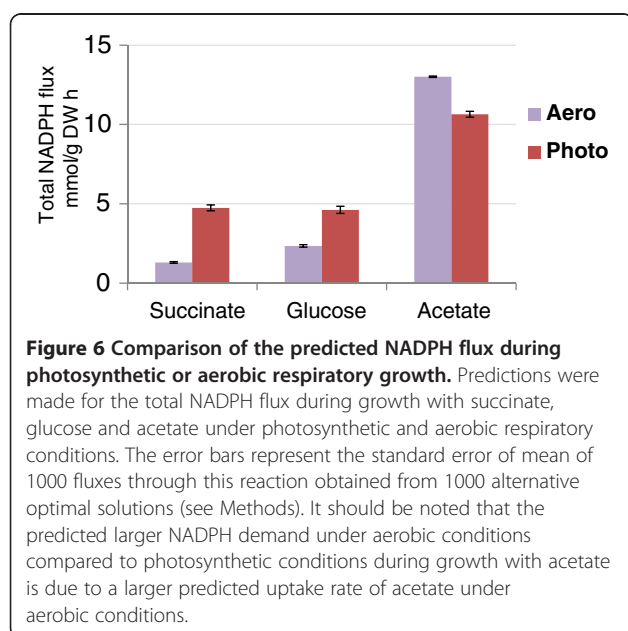 15
10
5
0
Total NADPH flux
mmol/g DW h
Aero
Photo
Succinate Glucose Acetate
Figure 6 Comparison of the predicted NADPH flux during
photosynthetic or aerobic respiratory growth. Predictions were
made for the total NADPH flux during growth with succinate,
glucose and acetate under photosynthetic and aerobic respiratory
conditions. The error bars represent the standard error of mean of
1000 fluxes through this reaction obtained from 1000 alternative
optimal solutions (see Methods). It should be noted that the
predicted larger NADPH demand under aerobic conditions
compared to photosynthetic conditions during growth with acetate
is due to a larger predicted uptake rate of acetate under
aerobic conditions.